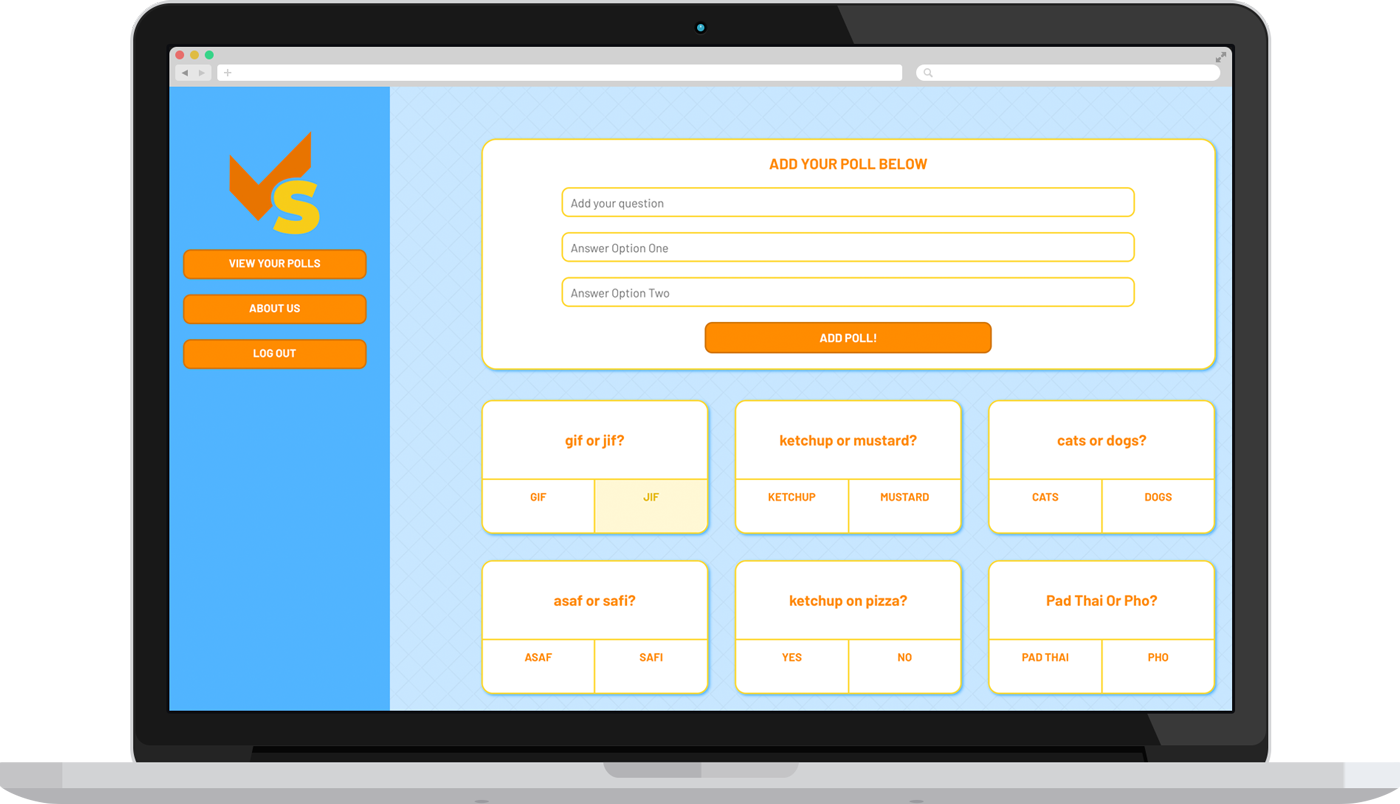 VS
VIEW YOUR POLLS
ABOUT US
LOG OUT
ADD YOUR POLL BELOW
Add your question
Answer Option One
Answer Option Two
ADD POLL!
gif or jif?
GIF JIF
ketchup or mustard?
KETCHUP MUSTARD
cats or dogs?
CATS DOGS
asaf or safi?
ASAF SAFI
ketchup on pizza?
YES NO
Pad Thai Or Pho?
PAD THAI PHO